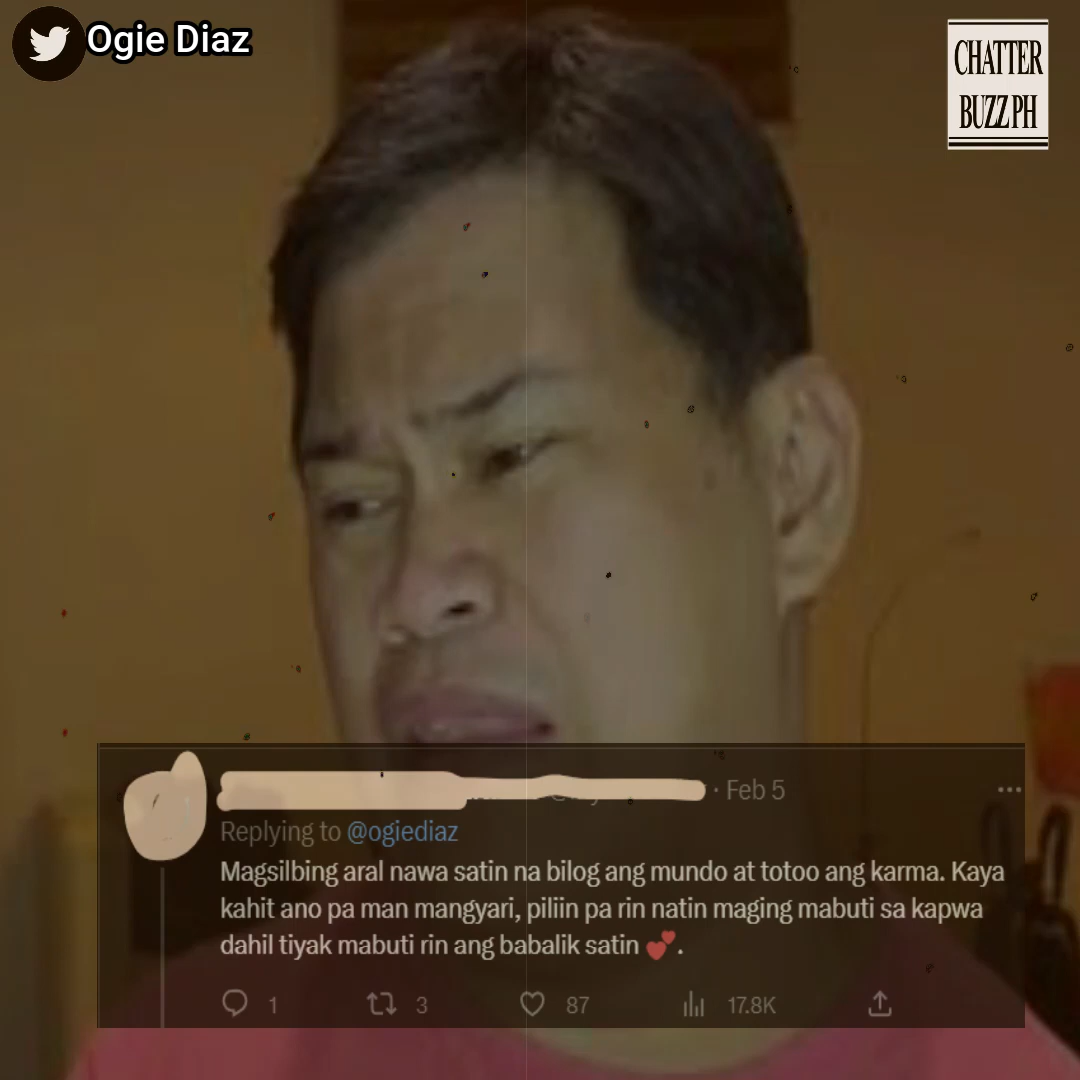 Ogie Diaz
CHATTER
BUZZ PH
· Feb 5
Replying to @ogiediaz
Magsilbing aral nawa satin na bilog ang mundo at totoo ang karma. Kaya
kahit ano pa man mangyari, piliin pa rin natin maging mabuti sa kapwa
dahil tiyak mabuti rin ang babalik satin 💕.
1 3 87 17.8K